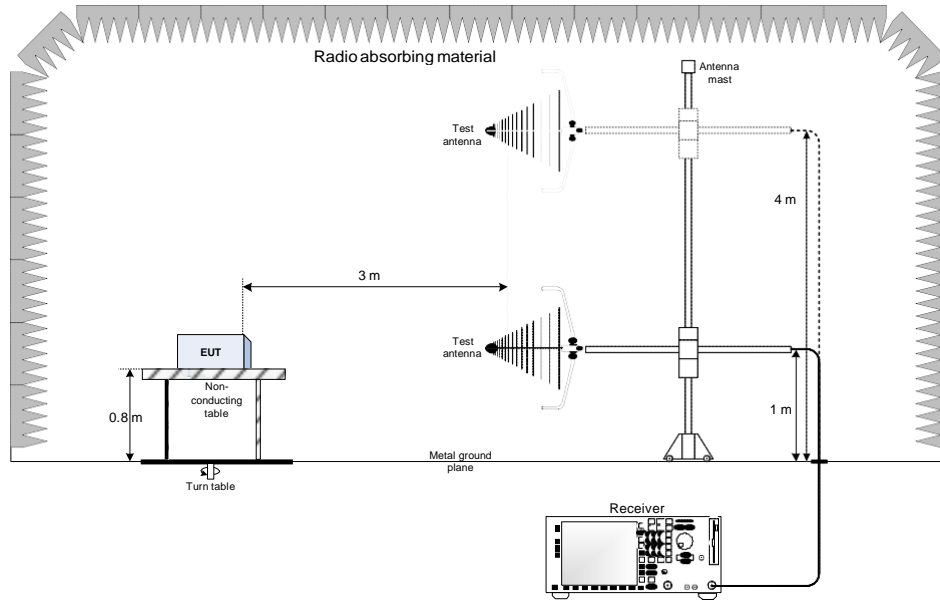 Radio absorbing material
Antenna
mast
Test
antenna
4 m
3 m
Test
antenna
EUT
Non-
conducting
table
0.8 m
1 m
Metal ground
plane
Turn table
Receiver